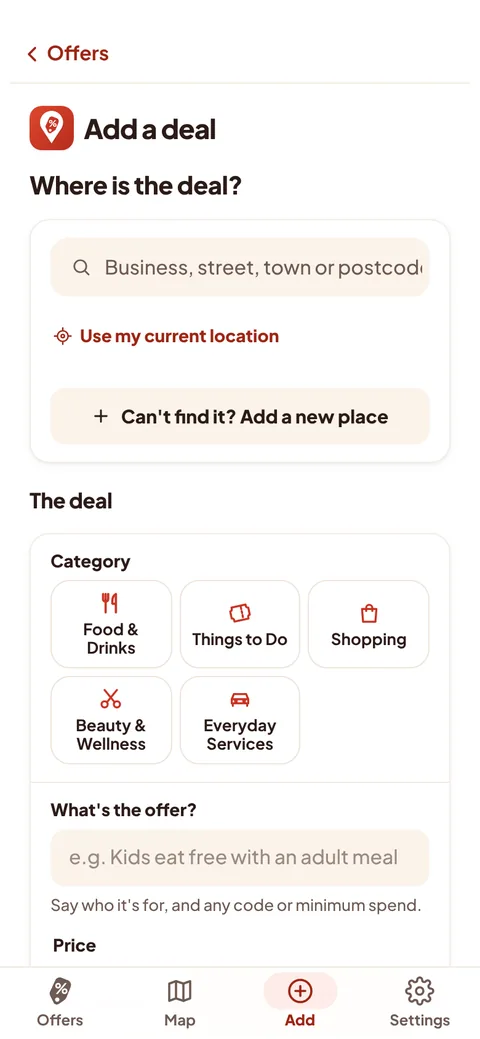 Offers
%
Add a deal
Where is the deal?
Business, street, town or postcode
Use my current location
+ Can't find it? Add a new place
The deal
Category
Food &
Drinks
Things to Do
Shopping
Beauty &
Wellness
Everyday
Services
What's the offer?
e.g. Kids eat free with an adult meal
Say who it's for, and any code or minimum spend.
Price
%
Offers
Map
Add
Settings